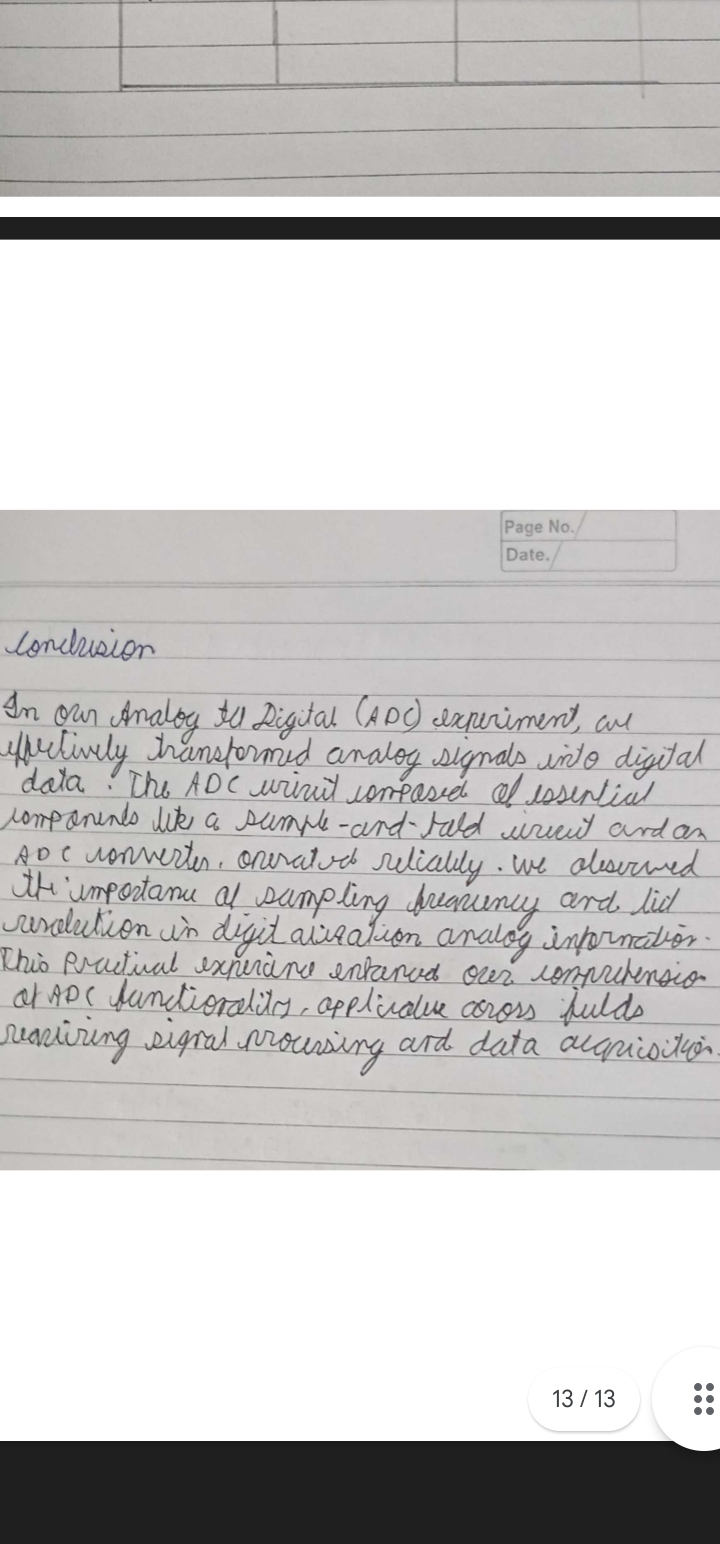 Page No.
Date.
Conclusion
In our Analog to Digital (ADC) experiment, we
effectively transformed analog signals into digital
data. The ADC circuit composed of essential
components like a sample-and-hold circuit and an
ADC converter, operated reliably. We observed
the importance of sampling frequency and bit
resolution in digitalization analog information.
This Practical experience enhanced our comprehension
of ADC functionality, applicable across fields
requiring signal processing and data acquisition.
13 / 13